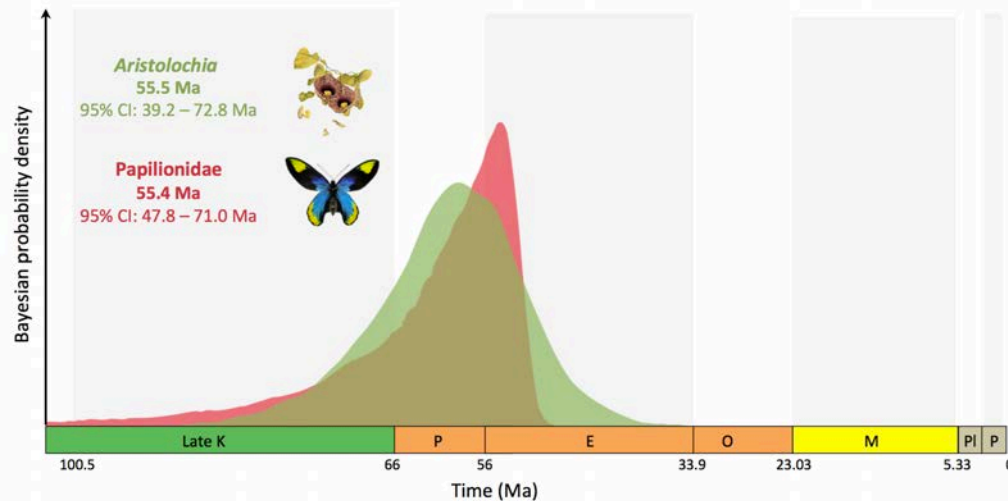 Bayesian probability density
Aristolochia
55.5 Ma
95% CI: 39.2 – 72.8 Ma
Papilionidae
55.4 Ma
95% CI: 47.8 – 71.0 Ma
Late K P E O M Pl P
100.5 66 56 33.9 23.03 5.33
Time (Ma)